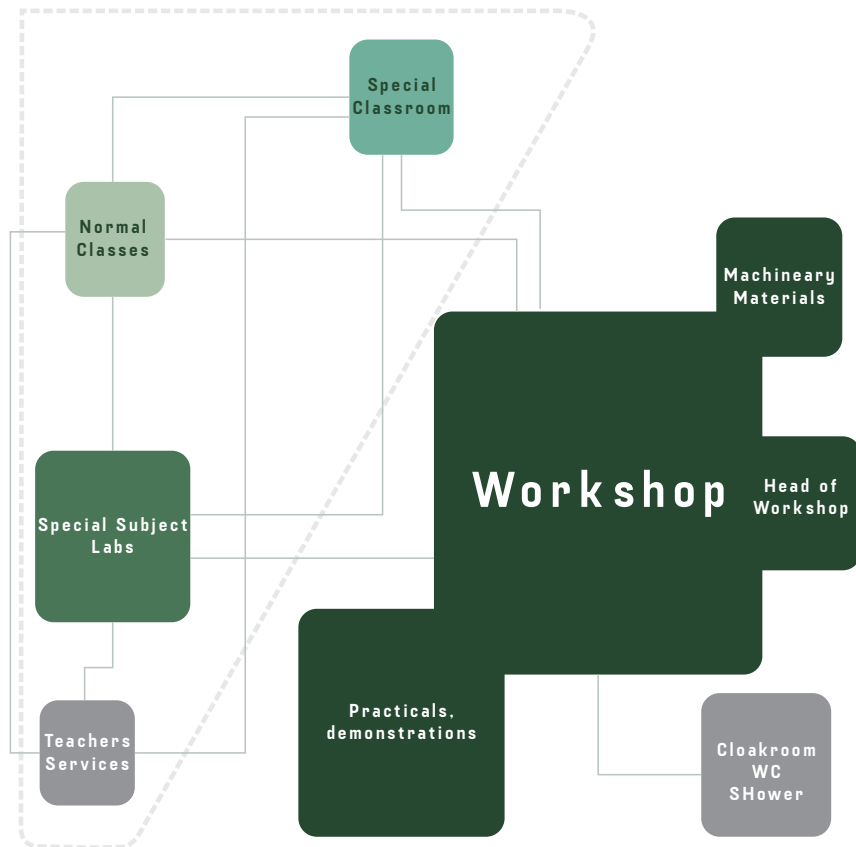 Special
Classroom
Normal
Classes
Machineary
Materials
Workshop
Head of
Workshop
Special Subject
Labs
Practicals,
demonstrations
Teachers
Services
Cloakroom
WC
SHower